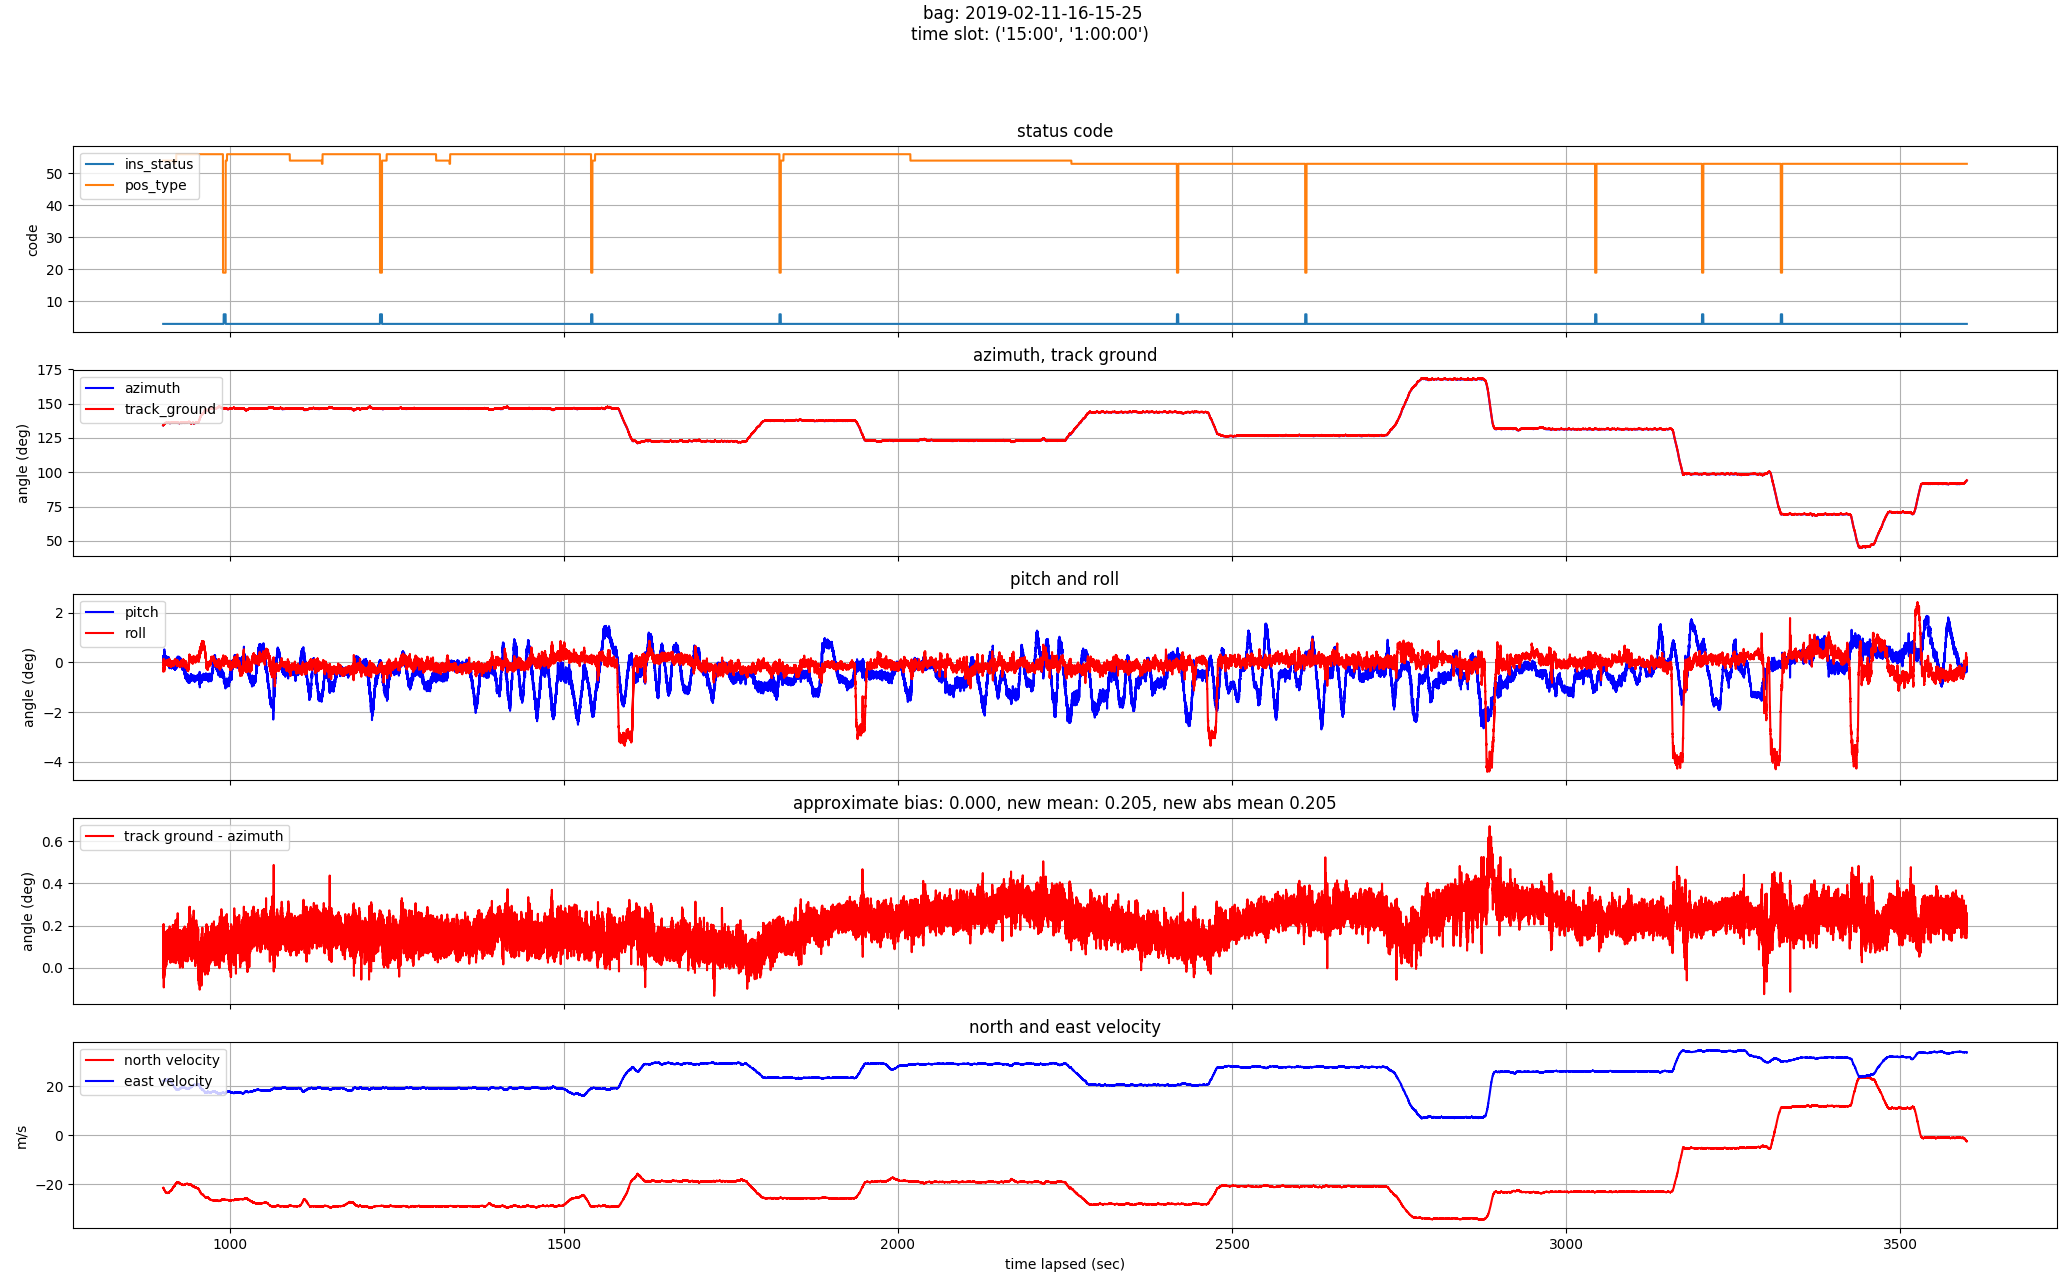 bag: 2019-02-11-16-15-25
time slot: ('15:00', '1:00:00')
status code
ins_status
pos_type
code
50
40
30
20
10
azimuth, track ground
azimuth
track_ground
angle (deg)
175
150
125
100
75
50
pitch and roll
pitch
roll
angle (deg)
2
0
−2
−4
approximate bias: 0.000, new mean: 0.205, new abs mean 0.205
track ground - azimuth
angle (deg)
0.6
0.4
0.2
0.0
north and east velocity
north velocity
east velocity
m/s
20
0
−20
1000 1500 2000 2500 3000 3500
time lapsed (sec)